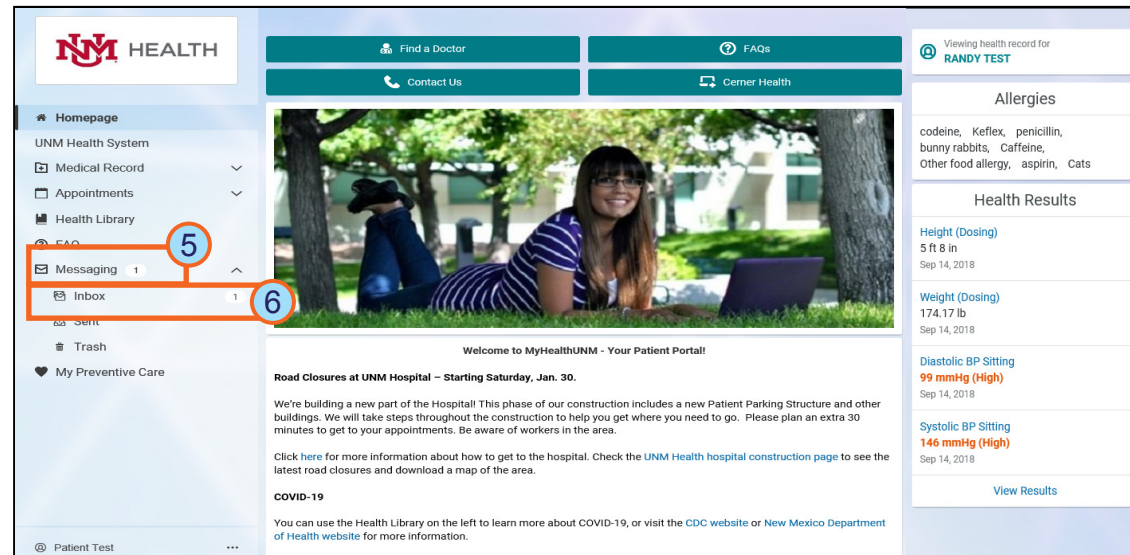 UNM HEALTH
Homepage
UNM Health System
Medical Record
Appointments
Health Library
FAQ
5
Messaging 1
Inbox 1
6
Sent
Trash
My Preventive Care
Patient Test ...
Find a Doctor
FAQs
Contact Us
Cerner Health
Welcome to MyHealthUNM - Your Patient Portal!
Road Closures at UNM Hospital – Starting Saturday, Jan. 30.
We're building a new part of the Hospital! This phase of our construction includes a new Patient Parking Structure and other
buildings. We will take steps throughout the construction to help you get where you need to go. Please plan an extra 30
minutes to get to your appointments. Be aware of workers in the area.
Click here for more information about how to get to the hospital. Check the UNM Health hospital construction page to see the
latest road closures and download a map of the area.
COVID-19
You can use the Health Library on the left to learn more about COVID-19, or visit the CDC website or New Mexico Department
of Health website for more information.
Viewing health record for
RANDY TEST
Allergies
codeine, Keflex, penicillin,
bunny rabbits, Caffeine,
Other food allergy, aspirin, Cats
Health Results
Height (Dosing)
5 ft 8 in
Sep 14, 2018
Weight (Dosing)
174.17 lb
Sep 14, 2018
Diastolic BP Sitting
99 mmHg (High)
Sep 14, 2018
Systolic BP Sitting
146 mmHg (High)
Sep 14, 2018
View Results